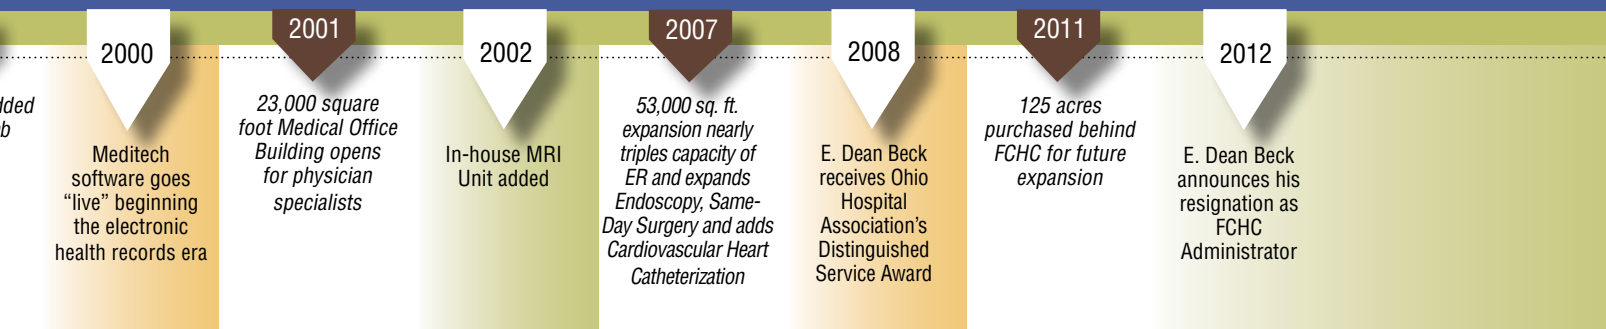 2000
Meditech
software goes
“live” beginning
the electronic
health records era
2001
23,000 square
foot Medical Office
Building opens
for physician
specialists
2002
In-house MRI
Unit added
2007
53,000 sq. ft.
expansion nearly
triples capacity of
ER and expands
Endoscopy, Same-
Day Surgery and adds
Cardiovascular Heart
Catheterization
2008
E. Dean Beck
receives Ohio
Hospital
Association’s
Distinguished
Service Award
2011
125 acres
purchased behind
FCHC for future
expansion
2012
E. Dean Beck
announces his
resignation as
FCHC
Administrator